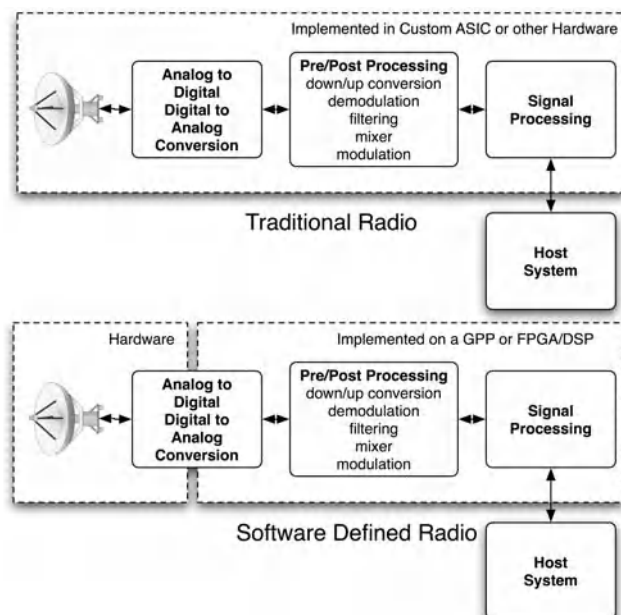 Implemented in Custom ASIC or other Hardware
Analog to
Digital
Digital to
Analog
Conversion
Pre/Post Processing
down/up conversion
demodulation
filtering
mixer
modulation
Signal
Processing
Traditional Radio
Host
System
Hardware
Implemented on a GPP or FPGA/DSP
Analog to
Digital
Digital to
Analog
Conversion
Pre/Post Processing
down/up conversion
demodulation
filtering
mixer
modulation
Signal
Processing
Software Defined Radio
Host
System